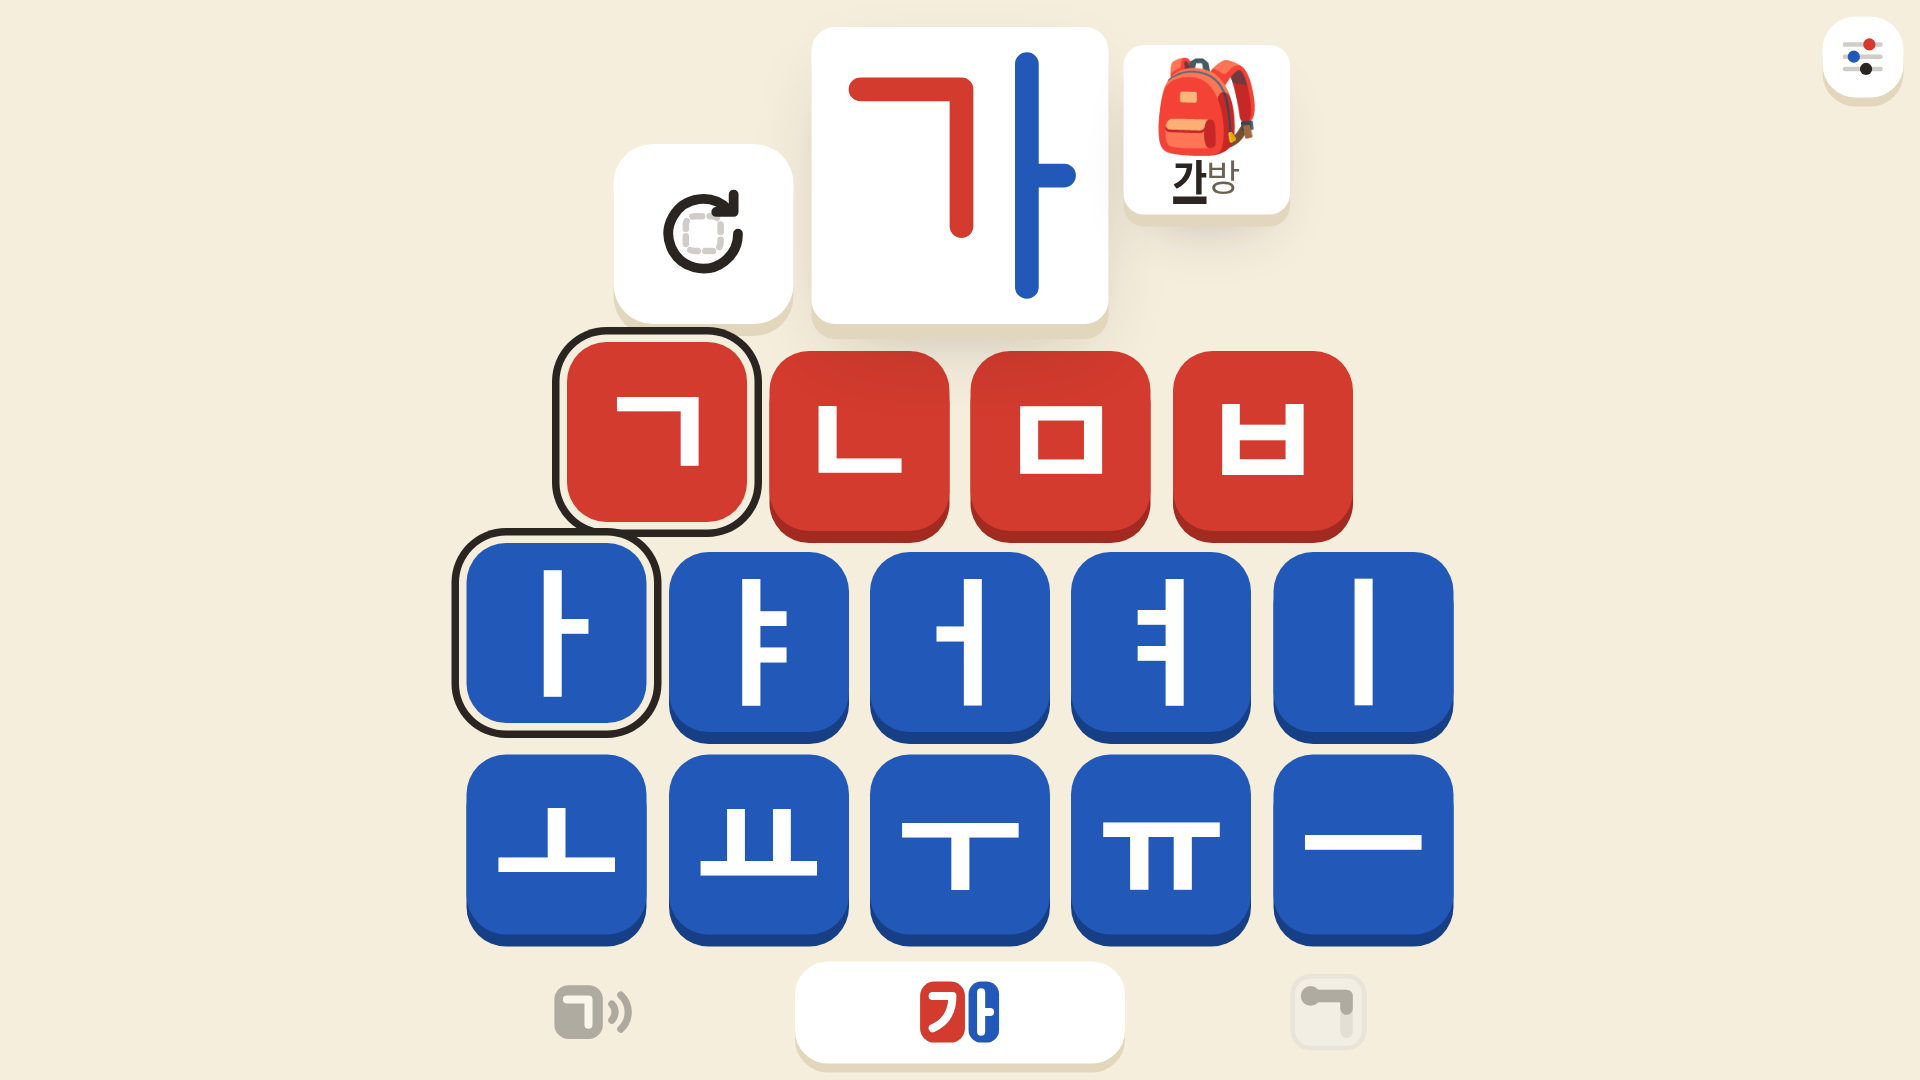 가
가방
ㄱ ㄴ ㅁ ㅂ
ㅏ ㅑ ㅓ ㅕ ㅣ
ㅗ ㅛ ㅜ ㅠ ㅡ
ㄱ 가 ㄱ